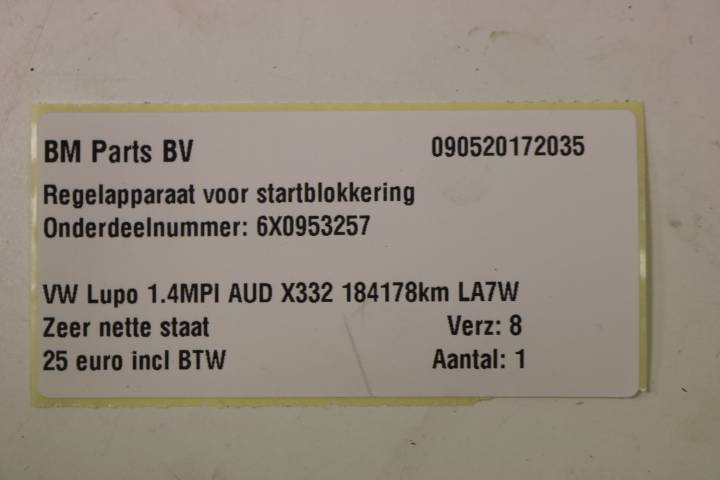 BM Parts BV 090520172035
Regelapparaat voor startblokkering
Onderdeelnummer: 6X0953257
VW Lupo 1.4MPI AUD X332 184178km LA7W
Zeer nette staat Verz: 8
25 euro incl BTW Aantal: 1